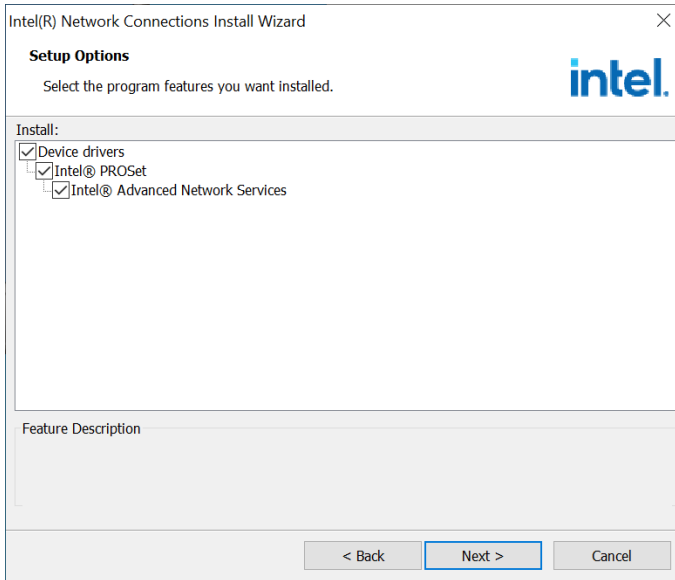 Intel(R) Network Connections Install Wizard
Setup Options
Select the program features you want installed.
intel.
Install:
Device drivers
Intel® PROSet
Intel® Advanced Network Services
Feature Description
< Back
Next >
Cancel